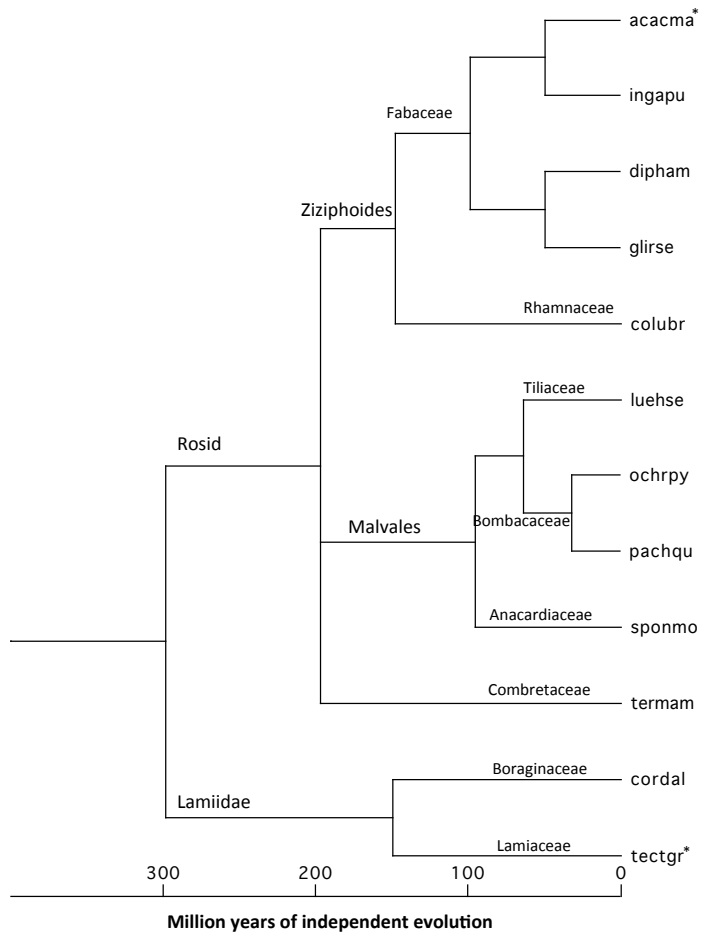 acacma*
ingapu
Fabaceae
dipham
Ziziphoides
glirse
Rhamnaceae
colubr
Tiliaceae
luehse
Rosid
ochrpy
Bombacaceae
Malvales
pachqu
Anacardiaceae
sponmo
Combretaceae
termam
Boraginaceae
cordal
Lamiidae
Lamiaceae
tectgr*
300 200 100 0
Million years of independent evolution